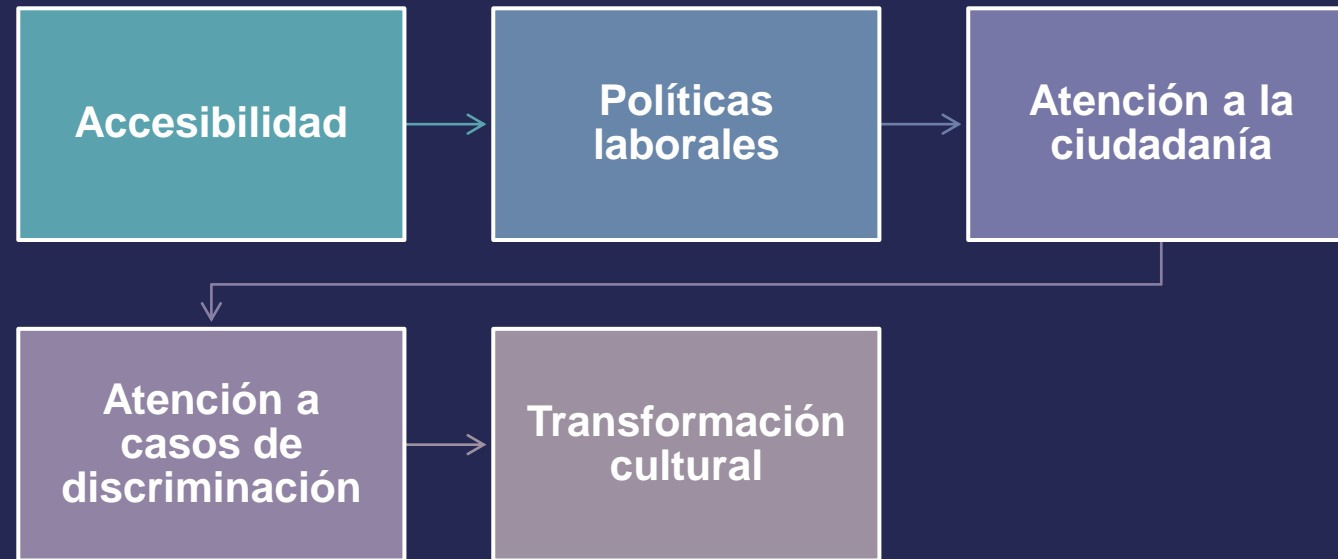 Accesibilidad
Políticas
laborales
Atención a la
ciudadanía
Atención a
casos de
discriminación
Transformación
cultural